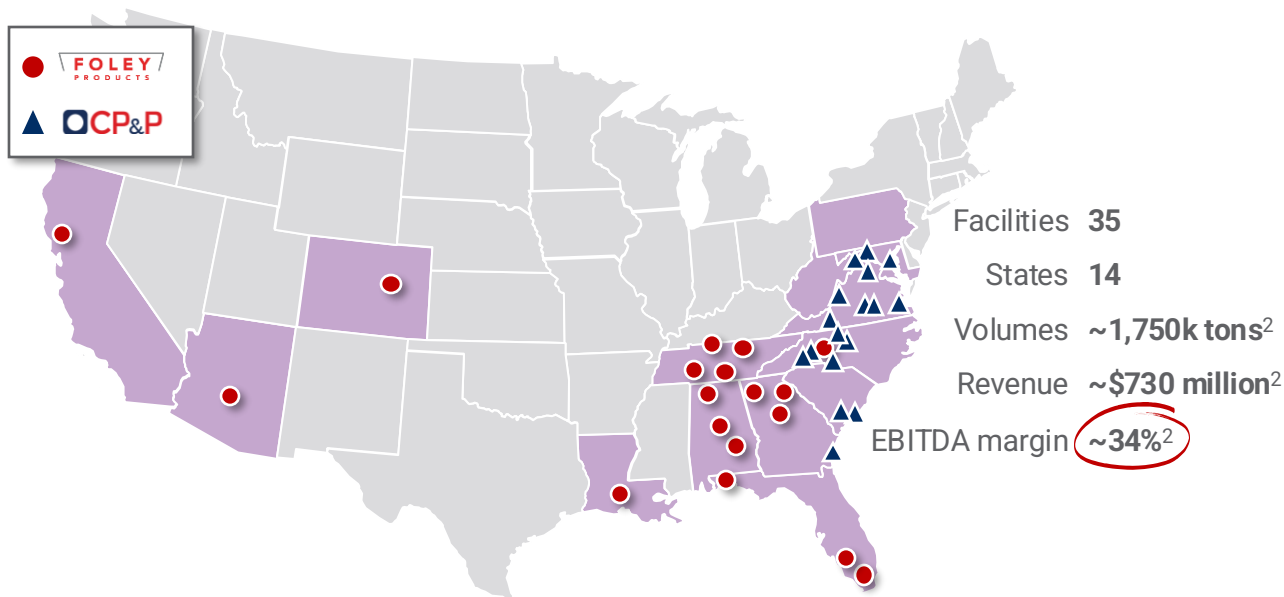 FOLEY
PRODUCTS
CP&P
Facilities 35
States 14
Volumes ~1,750k tons2
Revenue ~$730 million2
EBITDA margin ~34%2